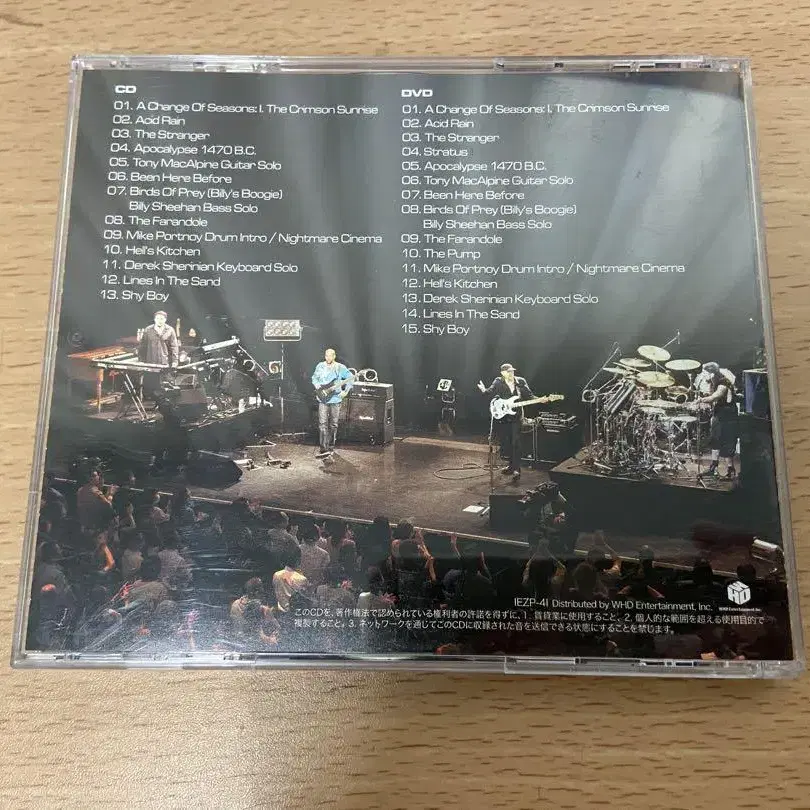 CD
01. A Change Of Seasons: I. The Crimson Sunrise
02. Acid Rain
03. The Stranger
04. Apocalypse 1470 B.C.
05. Tony MacAlpine Guitar Solo
06. Been Here Before
07. Birds Of Prey (Billy's Boogie)
Billy Sheehan Bass Solo
08. The Farandole
09. Mike Portnoy Drum Intro / Nightmare Cinema
10. Hell's Kitchen
11. Derek Sherinian Keyboard Solo
12. Lines In The Sand
13. Shy Boy
DVD
01. A Change Of Seasons: I. The Crimson Sunrise
02. Acid Rain
03. The Stranger
04. Stratus
05. Apocalypse 1470 B.C.
06. Tony MacAlpine Guitar Solo
07. Been Here Before
08. Birds Of Prey (Billy's Boogie)
Billy Sheehan Bass Solo
09. The Farandole
10. The Pump
11. Mike Portnoy Drum Intro / Nightmare Cinema
12. Hell's Kitchen
13. Derek Sherinian Keyboard Solo
14. Lines In The Sand
15. Shy Boy
IEZP-4I Distributed by WHD Entertainment, Inc.
WHD Entertainment, Inc.
このCDを、著作権法で認められている権利者の許諾を得ずに、1. 賃貸業に使用すること、2. 個人的な範囲を超える使用目的で
複製すること、3. ネットワークを通じてこのCDに収録された音を送信できる状態にすることを禁じます。